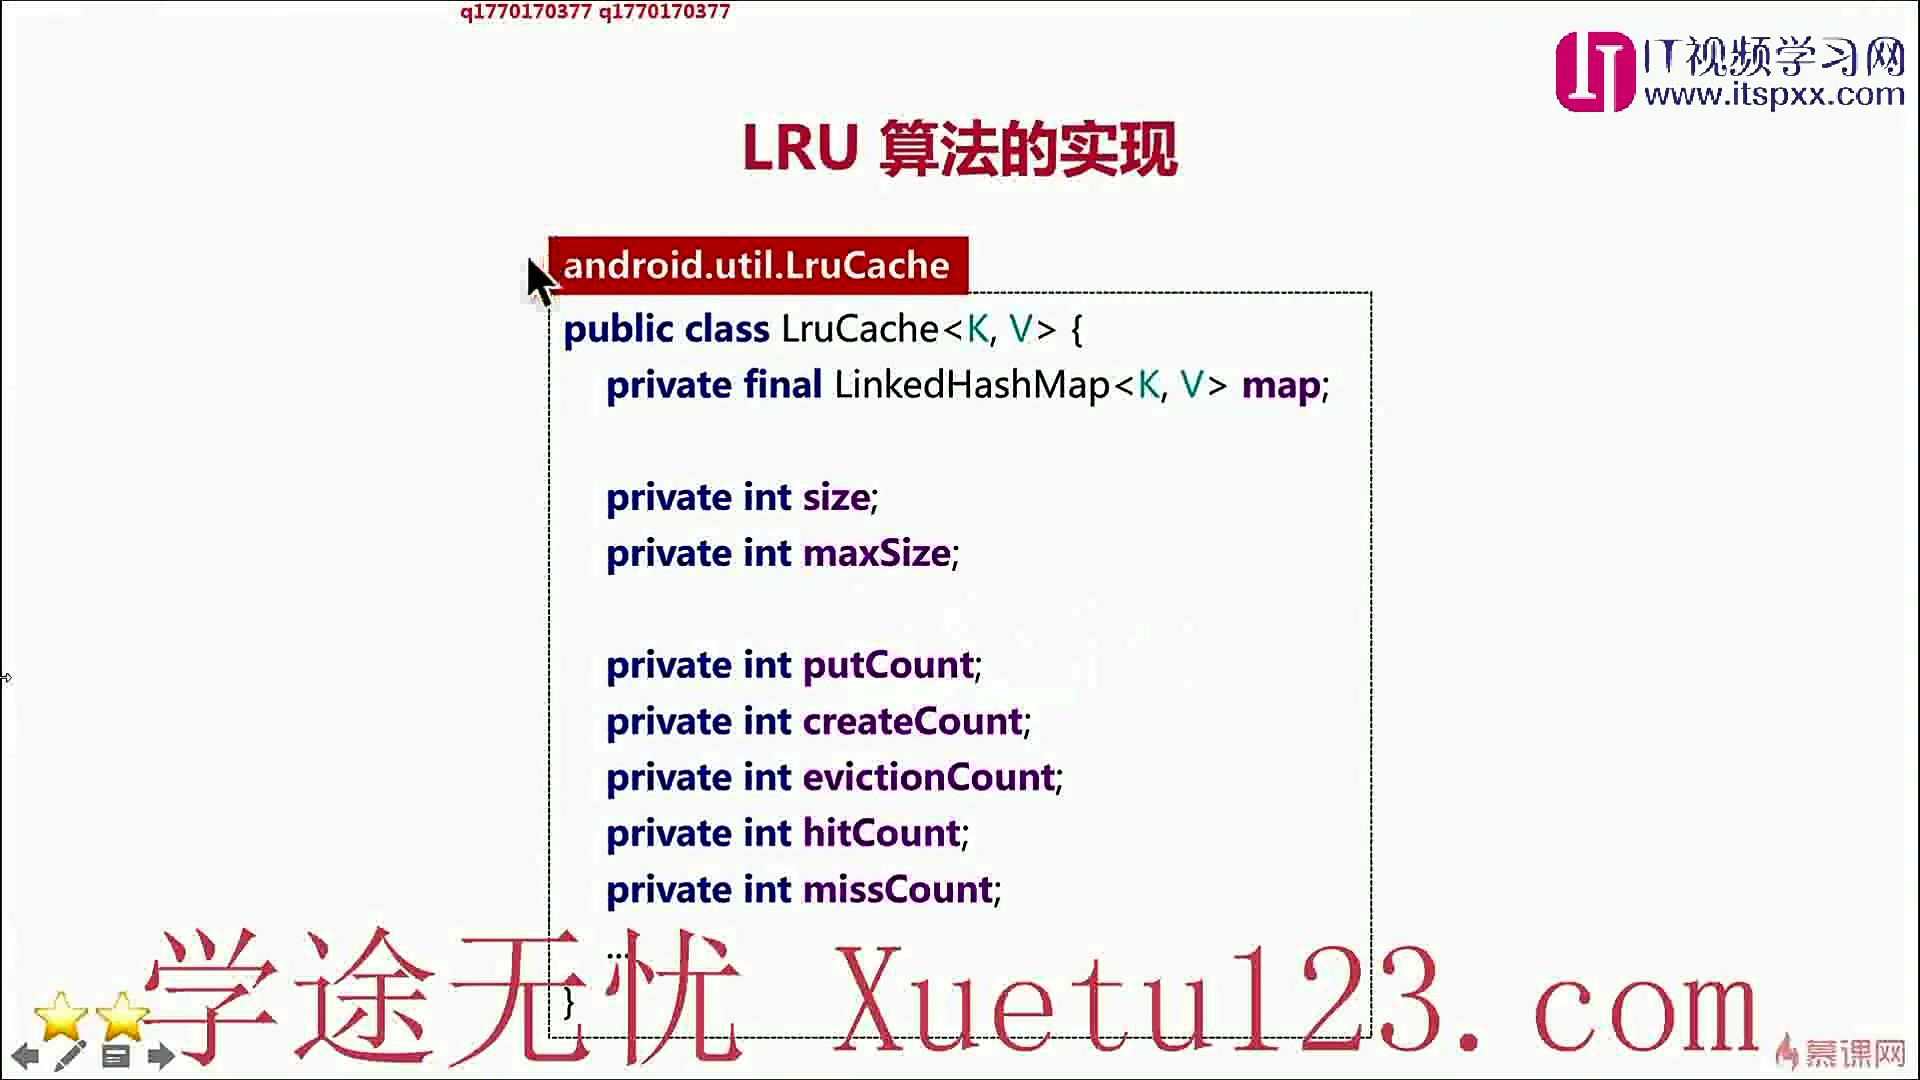 q1770170377 q1770170377
IT视频学习网
www.itspxx.com
LRU 算法的实现
android.util.LruCache
public class LruCache<K, V> {
private final LinkedHashMap<K, V> map;
private int size;
private int maxSize;
private int putCount;
private int createCount;
private int evictionCount;
private int hitCount;
private int missCount;
...
}
学途无忧 Xuetu123.com
慕课网